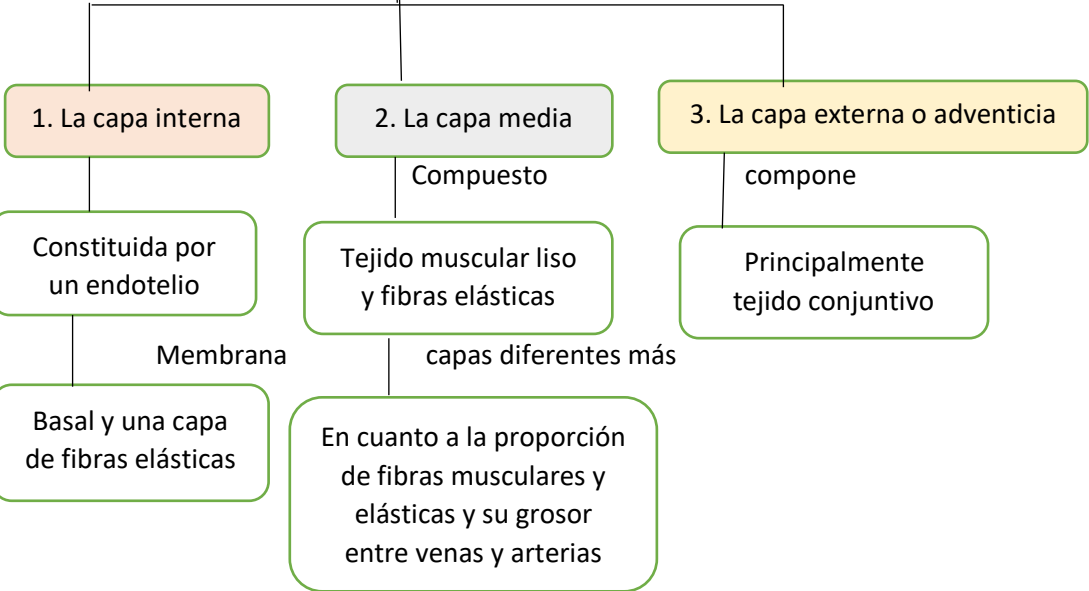 1. La capa interna
2. La capa media
3. La capa externa o adventicia
Compuesto
compone
Constituida por
un endotelio
Tejido muscular liso
y fibras elásticas
Principalmente
tejido conjuntivo
Membrana
capas diferentes más
Basal y una capa
de fibras elásticas
En cuanto a la proporción
de fibras musculares y
elásticas y su grosor
entre venas y arterias